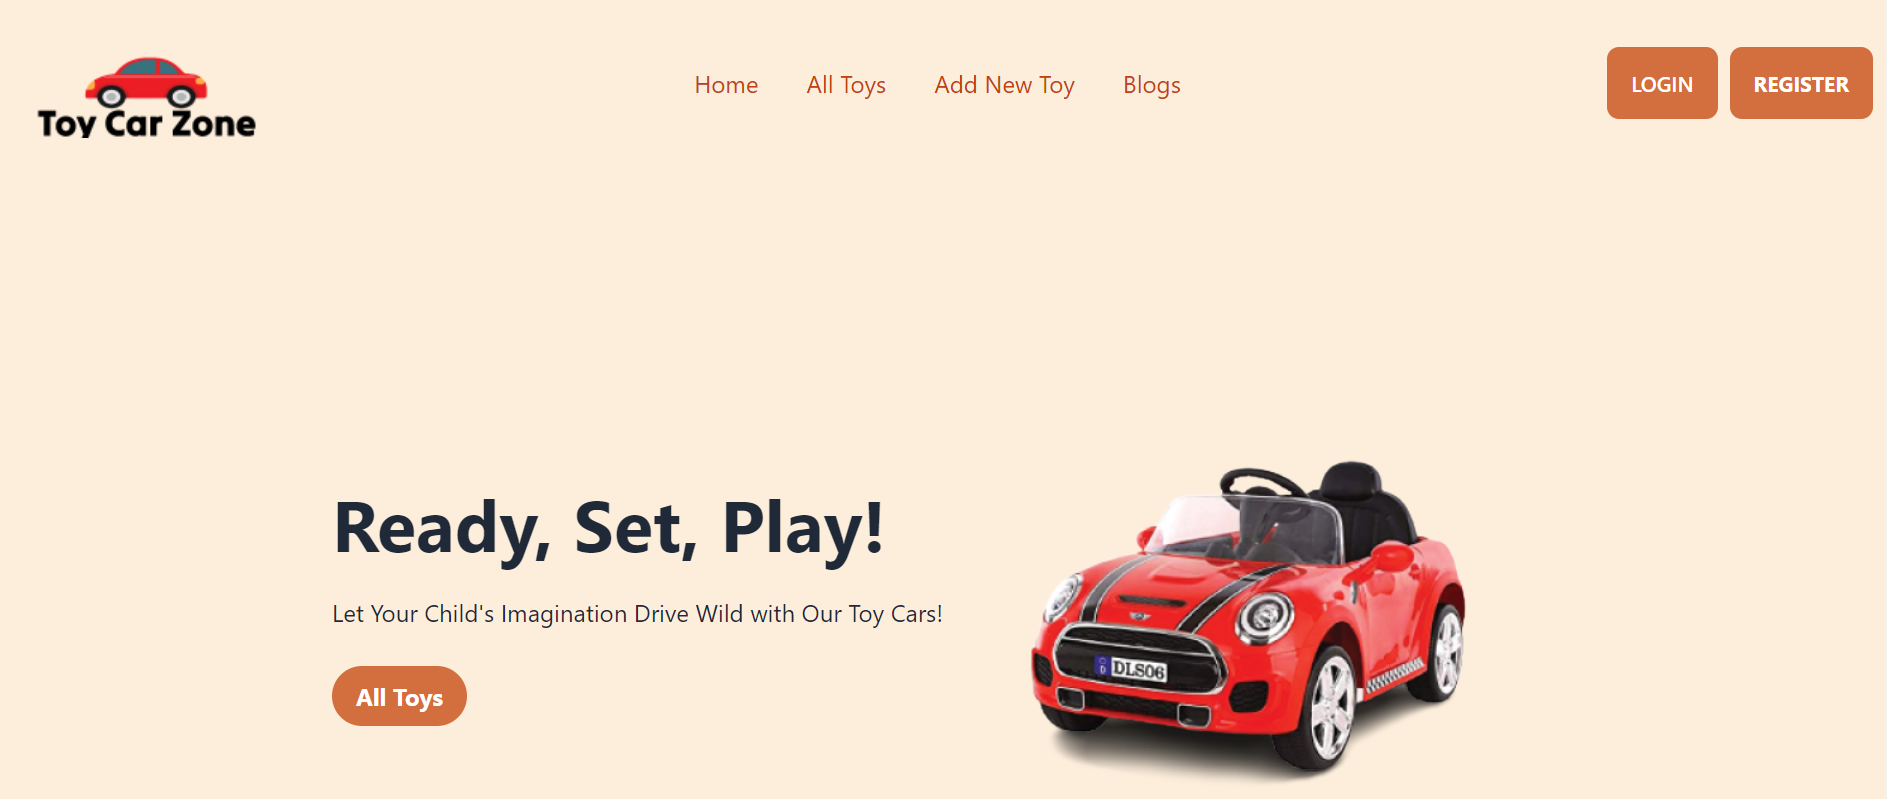 Toy Car Zone
Home All Toys Add New Toy Blogs
LOGIN REGISTER
Ready, Set, Play!
Let Your Child's Imagination Drive Wild with Our Toy Cars!
All Toys
DLS06